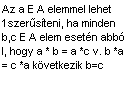 Az a E A elemmel lehet
1szerűsíteni, ha minden
b,c E A elem esetén abbó
l, hogy a * b = a *c v. b *a
= c *a következik b=c